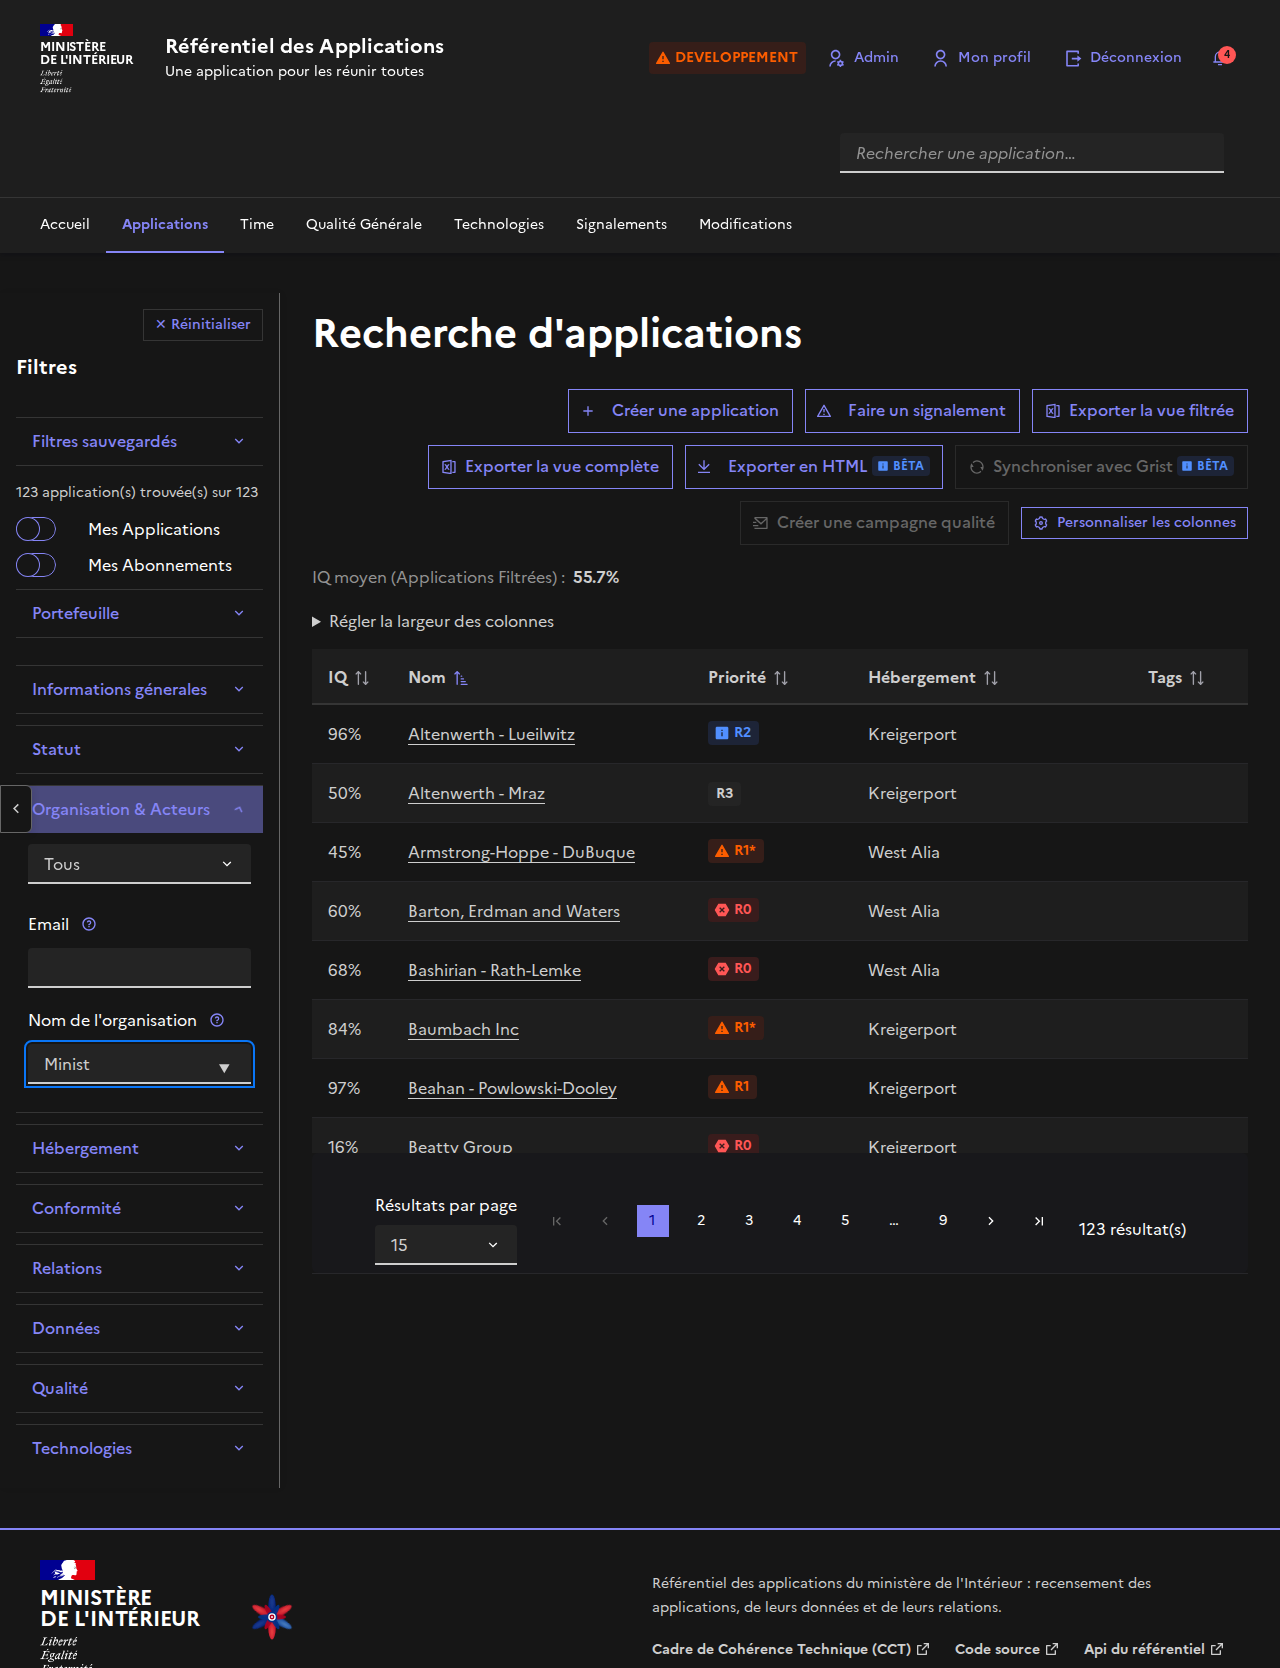 MINISTÈRE
DE L'INTÉRIEUR
Liberté
Égalité
Fraternité
Référentiel des Applications
Une application pour les réunir toutes
DEVELOPPEMENT
Admin
Mon profil
Déconnexion
4
Rechercher une application...
Accueil
Applications
Time
Qualité Générale
Technologies
Signalements
Modifications
Réinitialiser
Filtres
Filtres sauvegardés
123 application(s) trouvée(s) sur 123
Mes Applications
Mes Abonnements
Portefeuille
Informations génerales
Statut
Organisation & Acteurs
Tous
Email
Nom de l'organisation
Minist
Hébergement
Conformité
Relations
Données
Qualité
Technologies
Recherche d'applications
Créer une application
Faire un signalement
Exporter la vue filtrée
Exporter la vue complète
Exporter en HTML BÊTA
Synchroniser avec Grist BÊTA
Créer une campagne qualité
Personnaliser les colonnes
IQ moyen (Applications Filtrées) : 55.7%
Régler la largeur des colonnes
IQ Nom Priorité Hébergement Tags
96% Altenwerth - Lueilwitz R2 Kreigerport
50% Altenwerth - Mraz R3 Kreigerport
45% Armstrong-Hoppe - DuBuque R1* West Alia
60% Barton, Erdman and Waters R0 West Alia
68% Bashirian - Rath-Lemke R0 West Alia
84% Baumbach Inc R1* Kreigerport
97% Beahan - Powlowski-Dooley R1 Kreigerport
16% Beatty Group R0 Kreigerport
Résultats par page
15
1 2 3 4 5 … 9
123 résultat(s)
MINISTÈRE
DE L'INTÉRIEUR
Liberté
Égalité
Fraternité
Référentiel des applications du ministère de l'Intérieur : recensement des
applications, de leurs données et de leurs relations.
Cadre de Cohérence Technique (CCT)
Code source
Api du référentiel